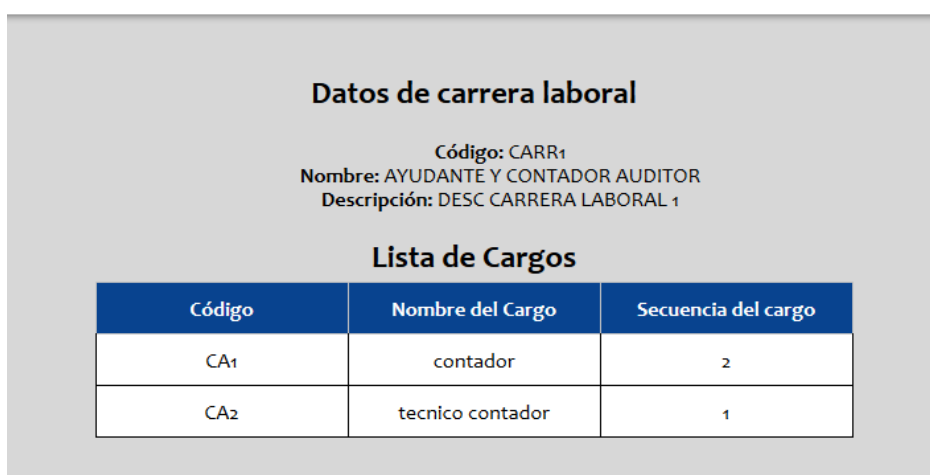 Datos de carrera laboral
Código: CARR1
Nombre: AYUDANTE Y CONTADOR AUDITOR
Descripción: DESC CARRERA LABORAL 1
Lista de Cargos
Código Nombre del Cargo Secuencia del cargo
CA1 contador 2
CA2 tecnico contador 1